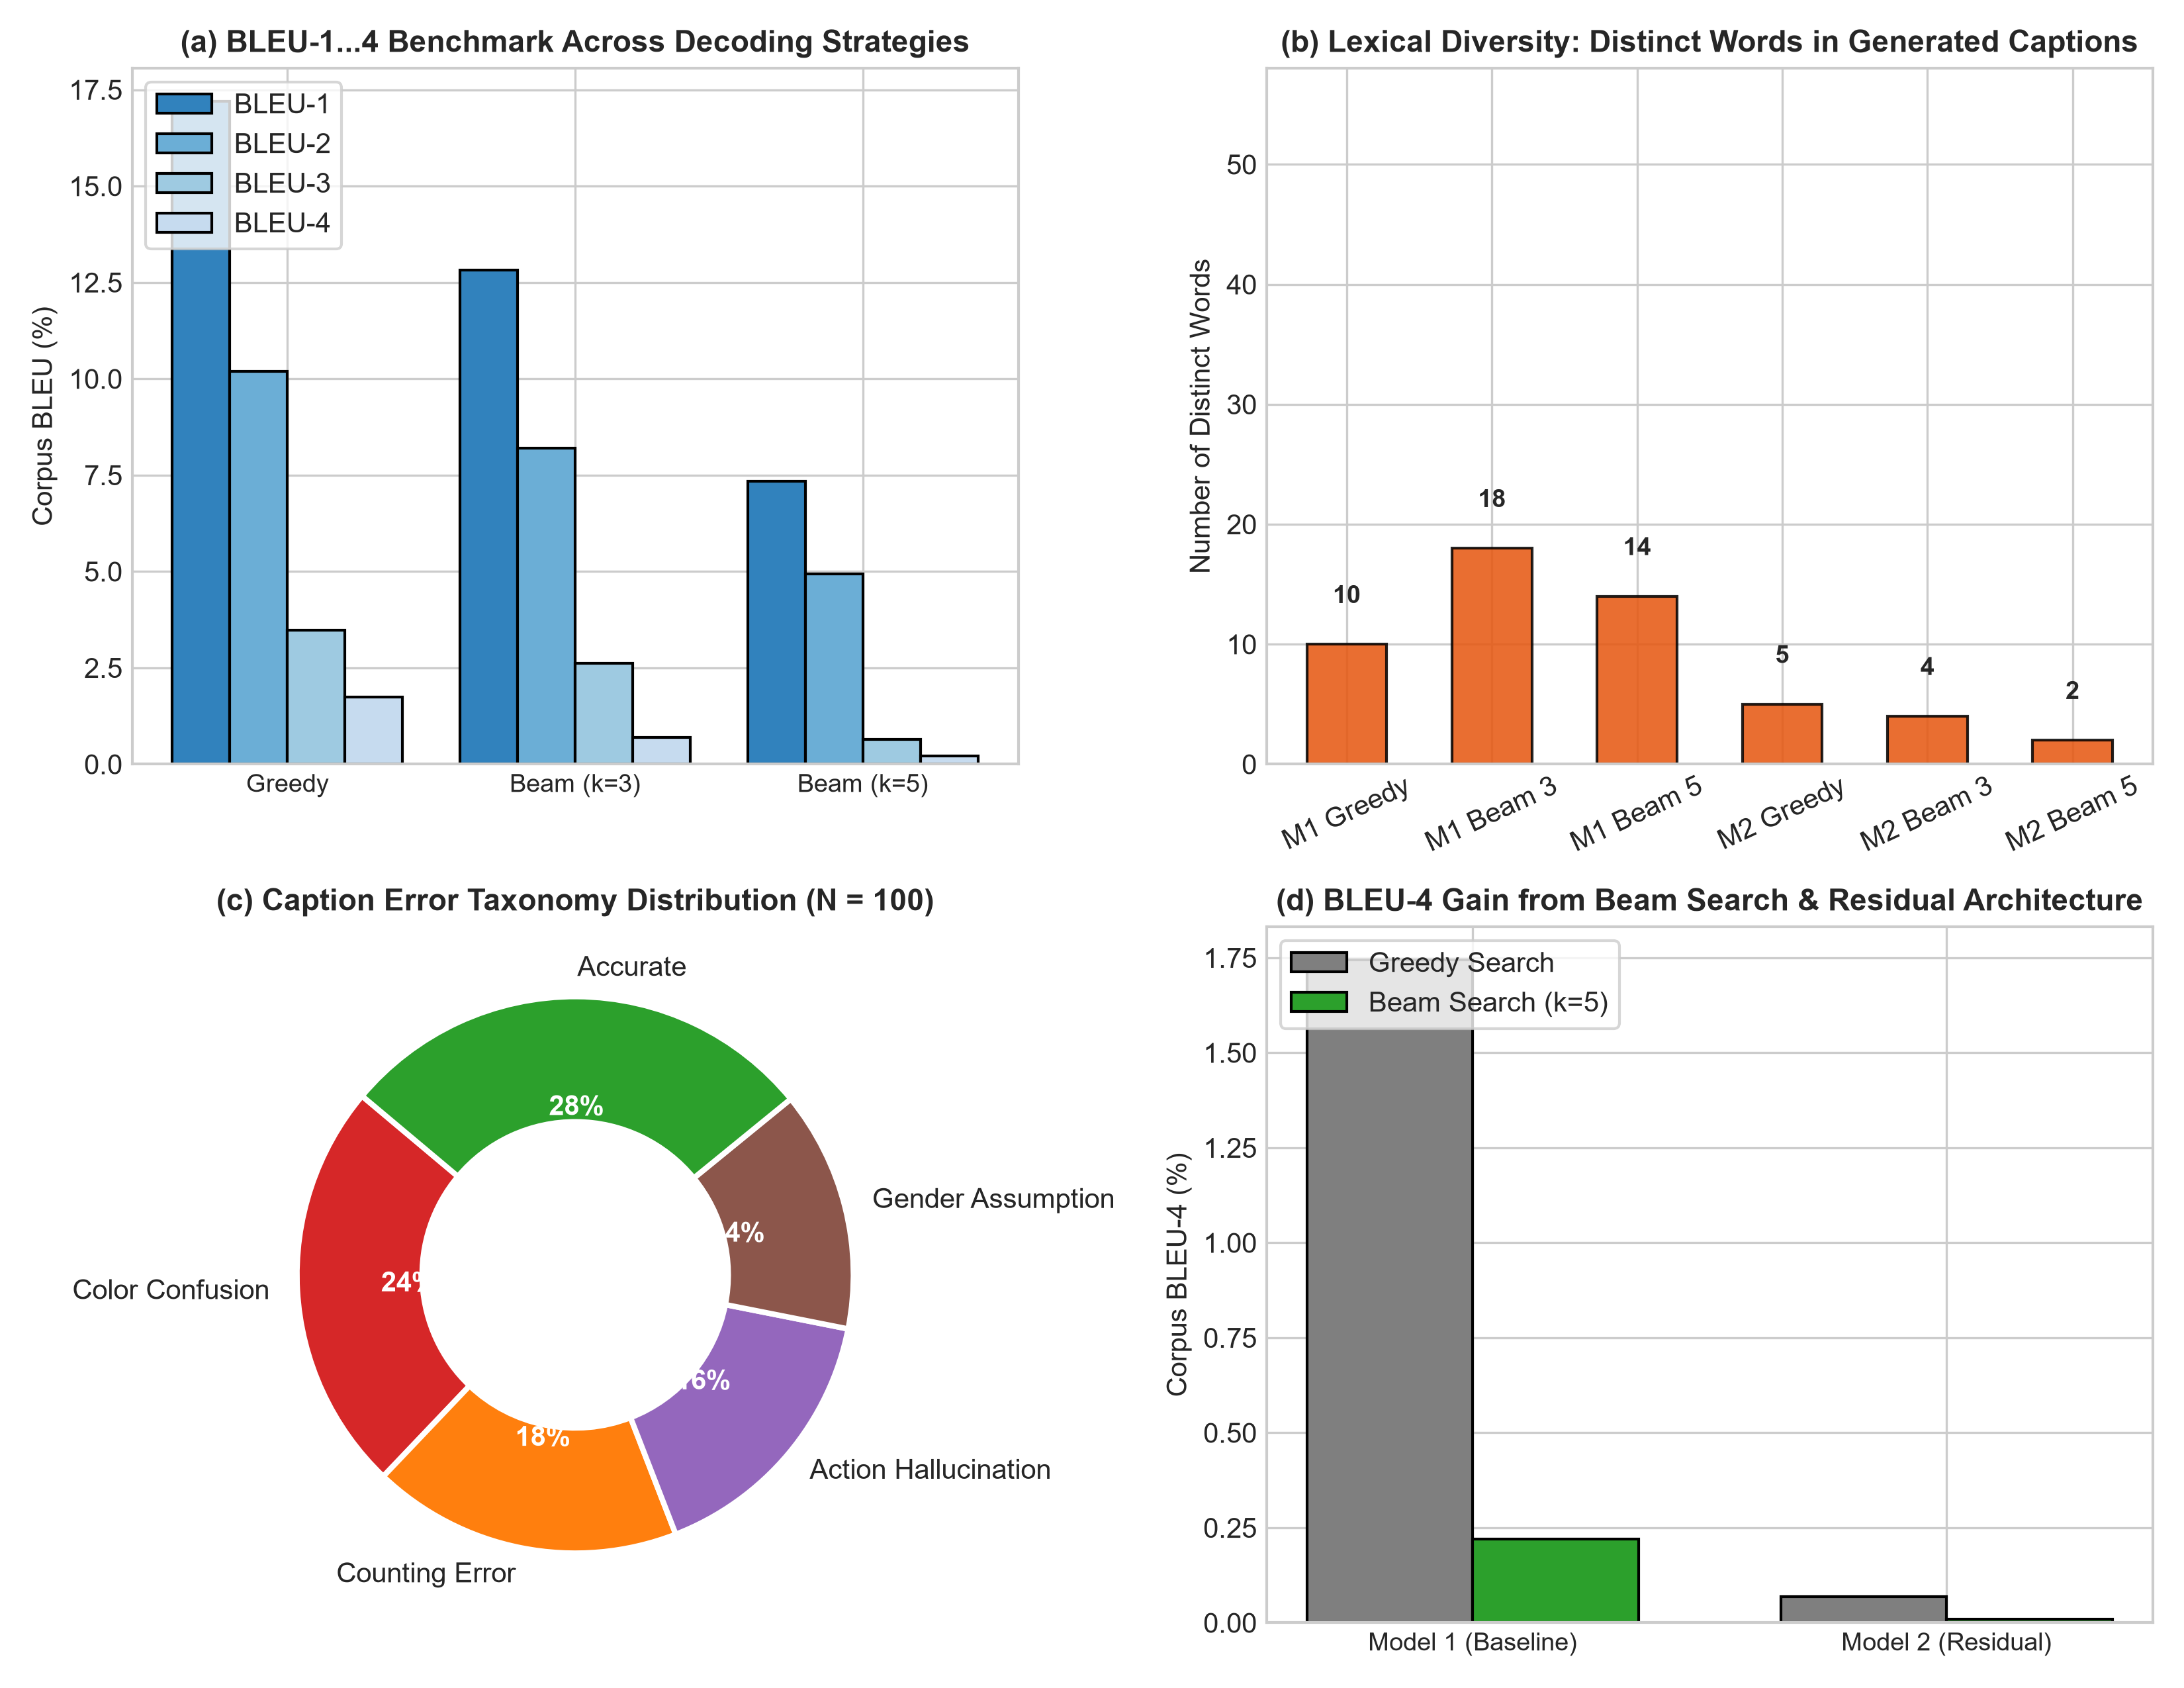 (a) BLEU-1...4 Benchmark Across Decoding Strategies
Corpus BLEU (%)
17.5
15.0
12.5
10.0
7.5
5.0
2.5
0.0
BLEU-1
BLEU-2
BLEU-3
BLEU-4
Greedy
Beam (k=3)
Beam (k=5)
(b) Lexical Diversity: Distinct Words in Generated Captions
Number of Distinct Words
50
40
30
20
10
0
10
18
14
5
4
2
M1 Greedy
M1 Beam 3
M1 Beam 5
M2 Greedy
M2 Beam 3
M2 Beam 5
(c) Caption Error Taxonomy Distribution (N = 100)
Accurate
28%
Gender Assumption
4%
Color Confusion
24%
6%
Action Hallucination
18%
Counting Error
(d) BLEU-4 Gain from Beam Search & Residual Architecture
Corpus BLEU-4 (%)
1.75
1.50
1.25
1.00
0.75
0.50
0.25
0.00
Greedy Search
Beam Search (k=5)
Model 1 (Baseline)
Model 2 (Residual)